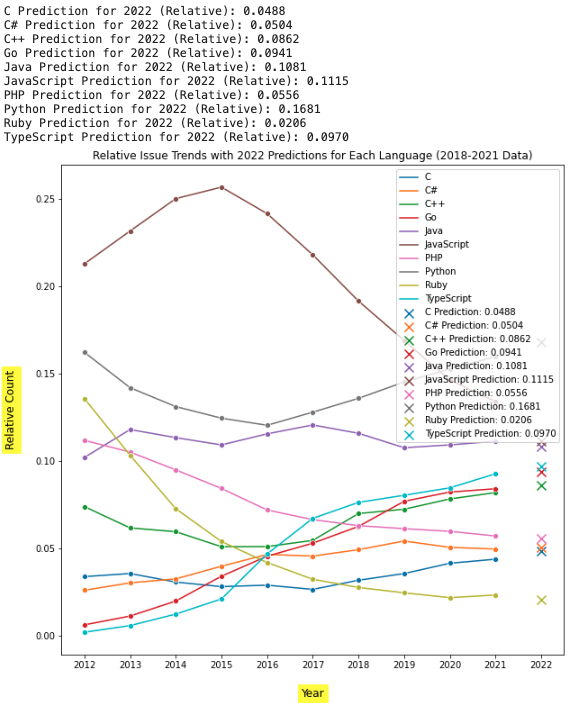 C Prediction for 2022 (Relative): 0.0488
C# Prediction for 2022 (Relative): 0.0504
C++ Prediction for 2022 (Relative): 0.0862
Go Prediction for 2022 (Relative): 0.0941
Java Prediction for 2022 (Relative): 0.1081
JavaScript Prediction for 2022 (Relative): 0.1115
PHP Prediction for 2022 (Relative): 0.0556
Python Prediction for 2022 (Relative): 0.1681
Ruby Prediction for 2022 (Relative): 0.0206
TypeScript Prediction for 2022 (Relative): 0.0970
Relative Issue Trends with 2022 Predictions for Each Language (2018-2021 Data)
C
C#
C++
Go
Java
JavaScript
PHP
Python
Ruby
TypeScript
C Prediction: 0.0488
C# Prediction: 0.0504
C++ Prediction: 0.0862
Go Prediction: 0.0941
Java Prediction: 0.1081
JavaScript Prediction: 0.1115
PHP Prediction: 0.0556
Python Prediction: 0.1681
Ruby Prediction: 0.0206
TypeScript Prediction: 0.0970
Relative Count
0.25
0.20
0.15
0.10
0.05
0.00
2012 2013 2014 2015 2016 2017 2018 2019 2020 2021 2022
Year